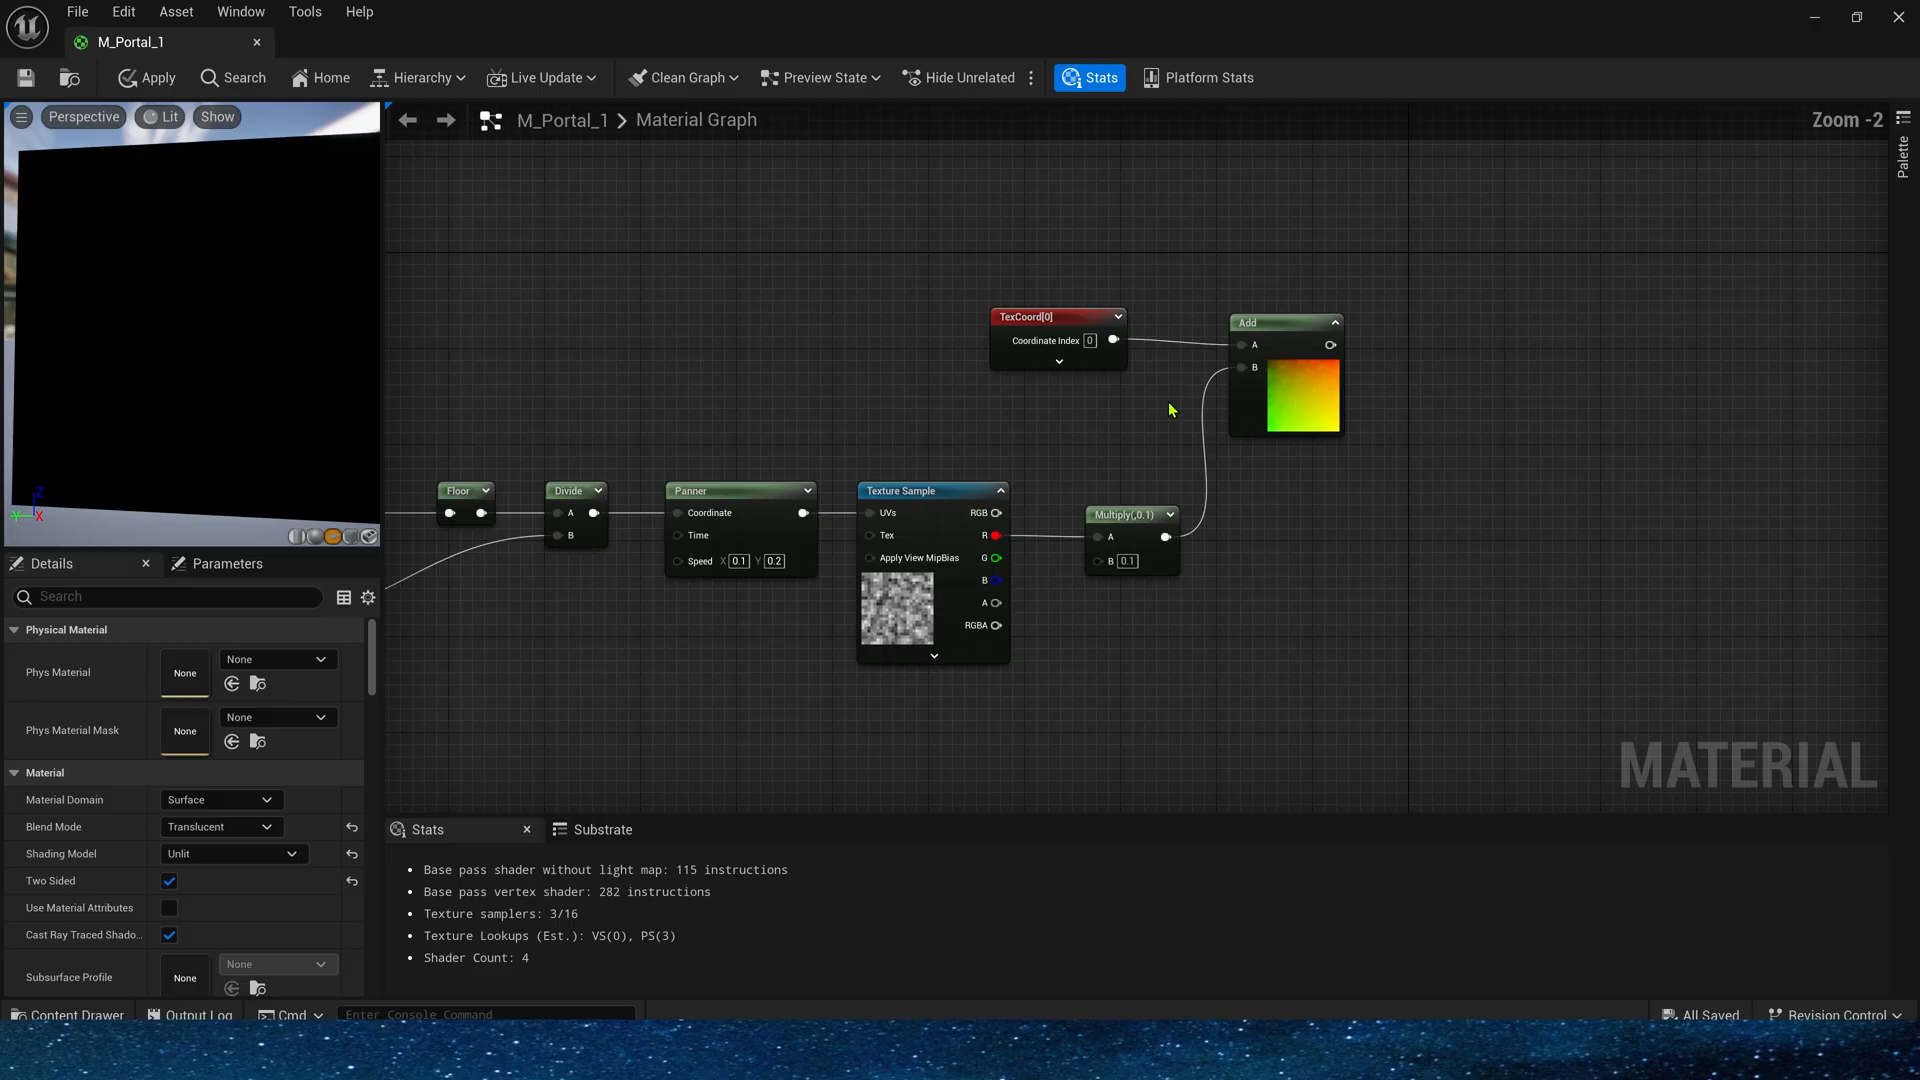 File Edit Asset Window Tools Help
M_Portal_1
Apply Search Home Hierarchy Live Update Clean Graph Preview State Hide Unrelated Stats Platform Stats
Perspective Lit Show
M_Portal_1 > Material Graph
Zoom -2
Palette
TexCoord[0]
Coordinate Index 0
Add
A
B
Floor
Divide
A
B
Panner
Coordinate
Time
Speed X 0.1 Y 0.2
Texture Sample
UVs RGB
Tex R
Apply View MipBias G
B
A
RGBA
Multiply(,0.1)
A
B 0.1
Z
Y X
MATERIAL
Details Parameters
Search
Physical Material
Phys Material None None
Phys Material Mask None None
Material
Material Domain Surface
Blend Mode Translucent
Shading Model Unlit
Two Sided
Use Material Attributes
Cast Ray Traced Shado...
Subsurface Profile None None
Stats Substrate
• Base pass shader without light map: 115 instructions
• Base pass vertex shader: 282 instructions
• Texture samplers: 3/16
• Texture Lookups (Est.): VS(0), PS(3)
• Shader Count: 4
Content Drawer Output Log Cmd Enter Console Command All Saved Revision Control